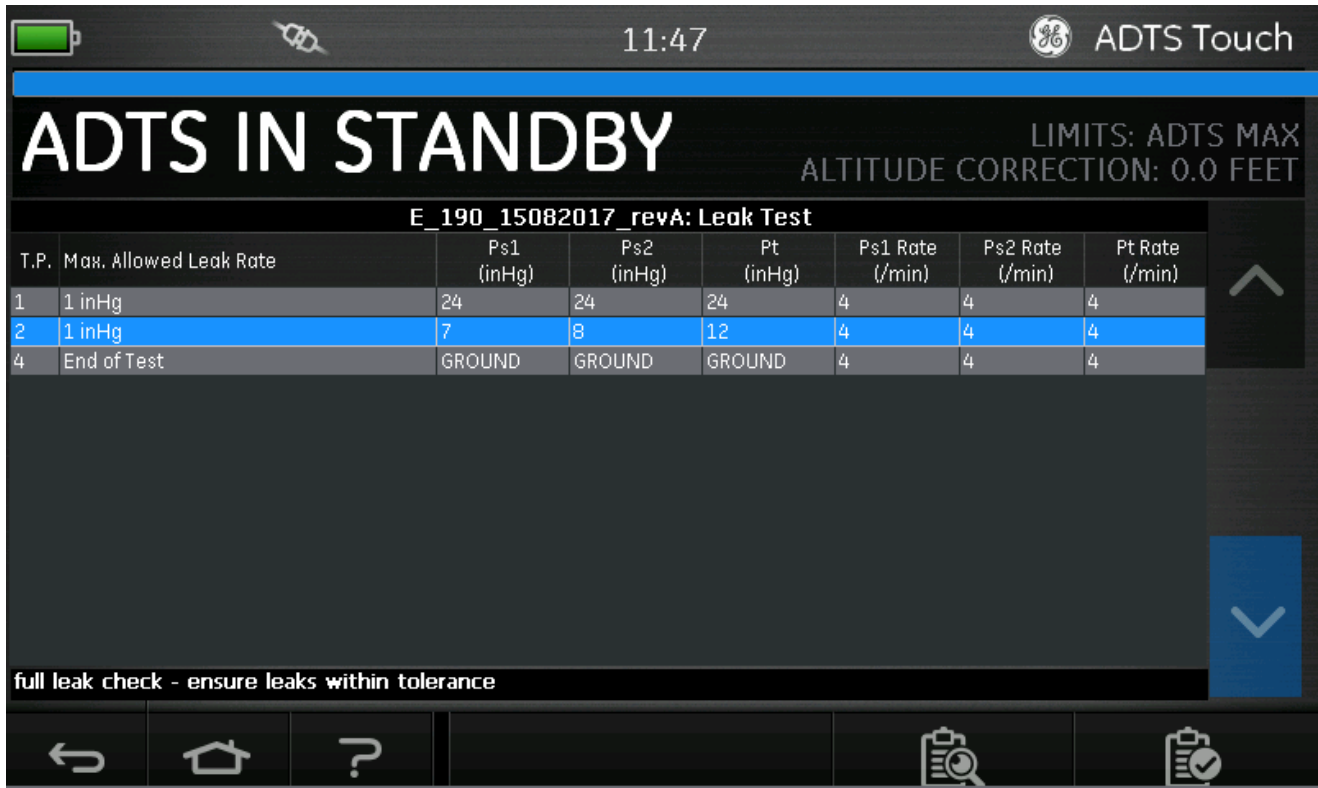 11:47
ADTS Touch
ADTS IN STANDBY
LIMITS: ADTS MAX
ALTITUDE CORRECTION: 0.0 FEET
E_190_15082017_revA: Leak Test
T.P. Max. Allowed Leak Rate Ps1 (inHg) Ps2 (inHg) Pt (inHg) Ps1 Rate (/min) Ps2 Rate (/min) Pt Rate (/min)
1 1 inHg 24 24 24 4 4 4
2 1 inHg 7 8 12 4 4 4
4 End of Test GROUND GROUND GROUND 4 4 4
full leak check - ensure leaks within tolerance
?